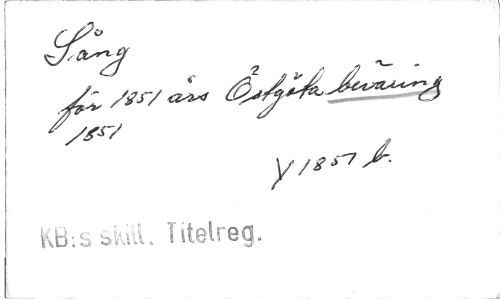 Sång
för 1851 års Östgöta beväring
1851
V 1851 b.
KB:s skill. Titelreg.